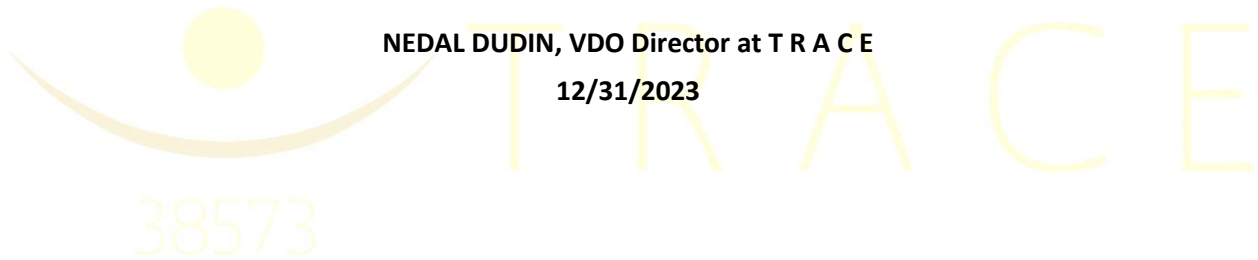 NEDAL DUDIN, VDO Director at T R A C E
12/31/2023
T R A C E
38573